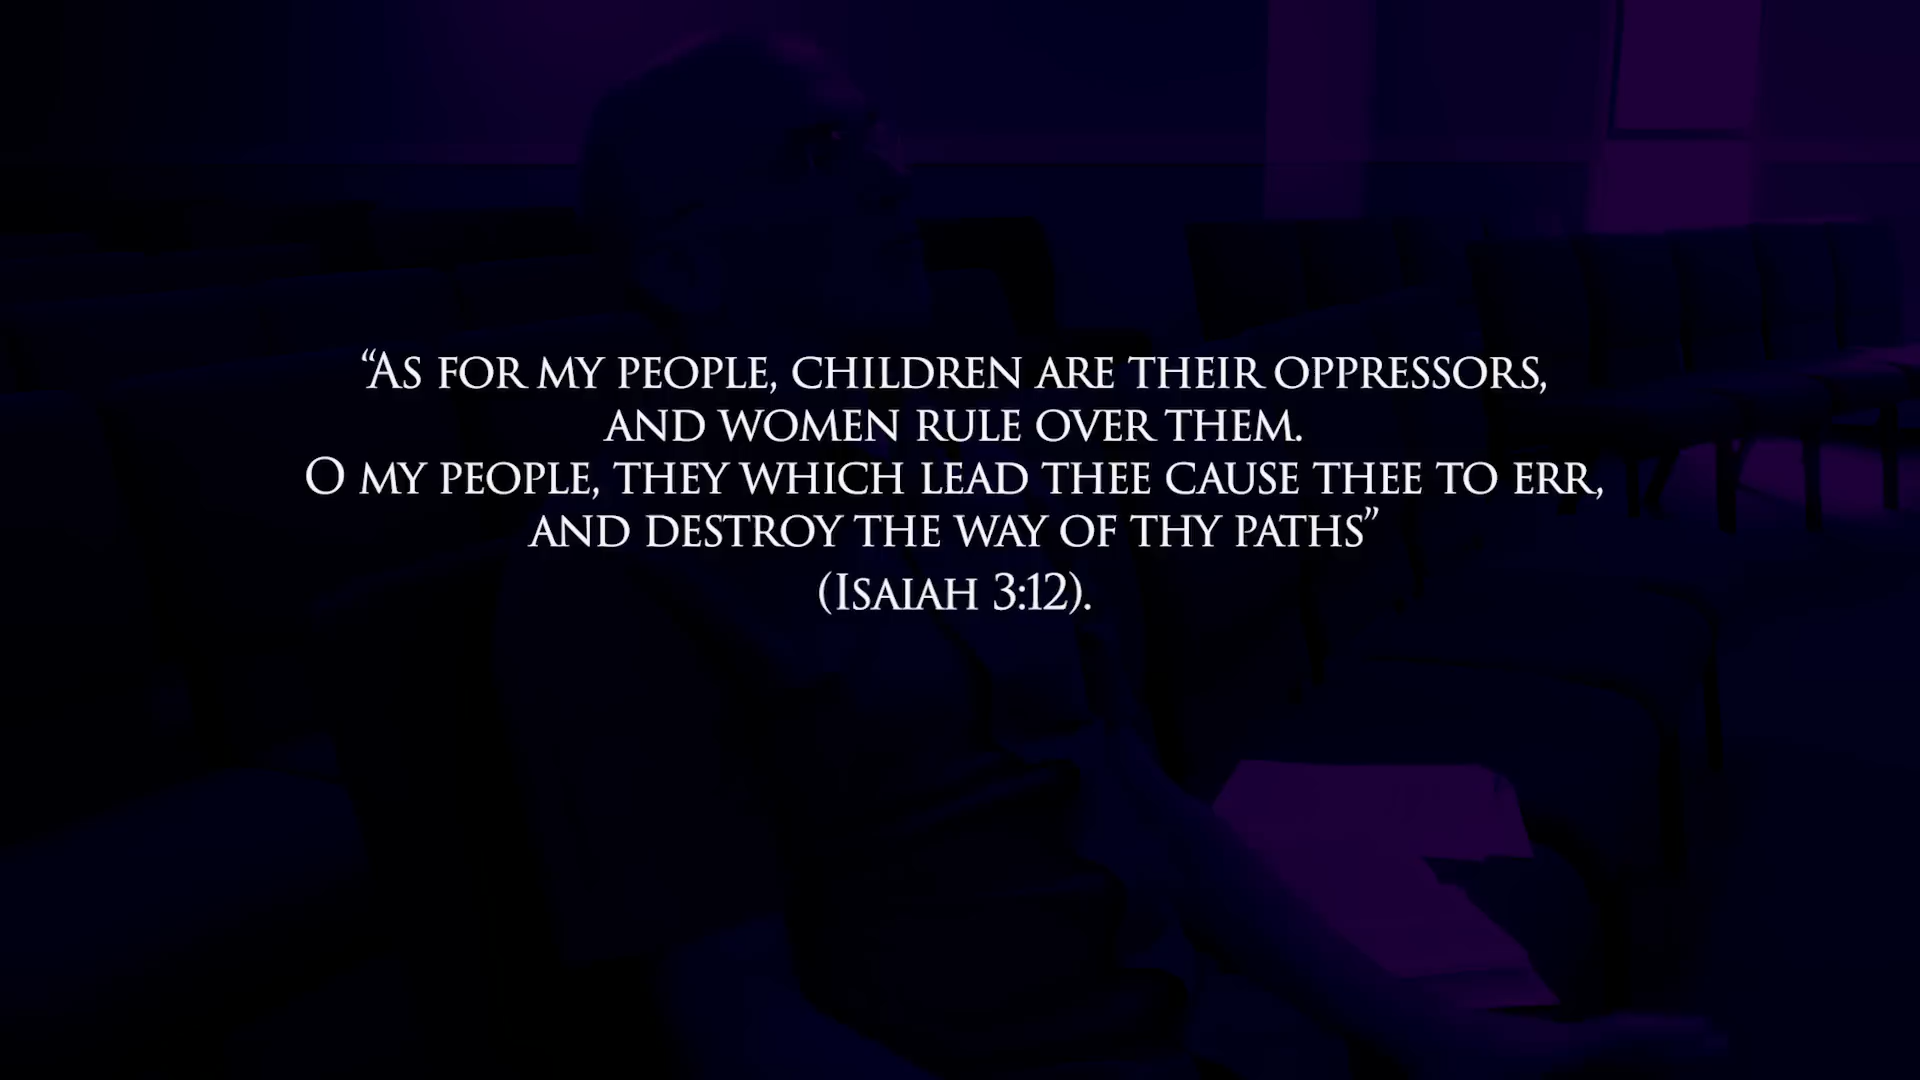 “As for my people, children are their oppressors,
and women rule over them.
O my people, they which lead thee cause thee to err,
and destroy the way of thy paths”
(Isaiah 3:12).